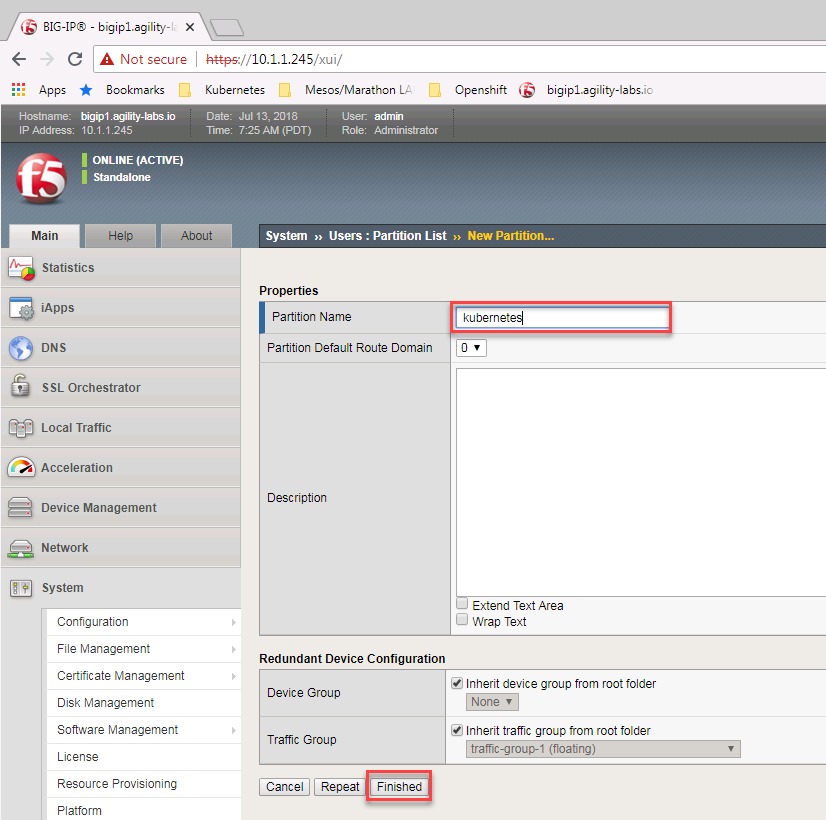 BIG-IP® - bigip1.agility-la
Not secure https://10.1.1.245/xui/
Apps Bookmarks Kubernetes Mesos/Marathon LA Openshift bigip1.agility-labs.io
Hostname: bigip1.agility-labs.io Date: Jul 13, 2018 User: admin
IP Address: 10.1.1.245 Time: 7:25 AM (PDT) Role: Administrator
f5
ONLINE (ACTIVE)
Standalone
Main Help About
System ›› Users : Partition List ›› New Partition...
Statistics
iApps
DNS
SSL Orchestrator
Local Traffic
Acceleration
Device Management
Network
System
Configuration
File Management
Certificate Management
Disk Management
Software Management
License
Resource Provisioning
Platform
Properties
Partition Name kubernetes
Partition Default Route Domain 0
Description
Extend Text Area
Wrap Text
Redundant Device Configuration
Device Group Inherit device group from root folder
None
Traffic Group Inherit traffic group from root folder
traffic-group-1 (floating)
Cancel Repeat Finished